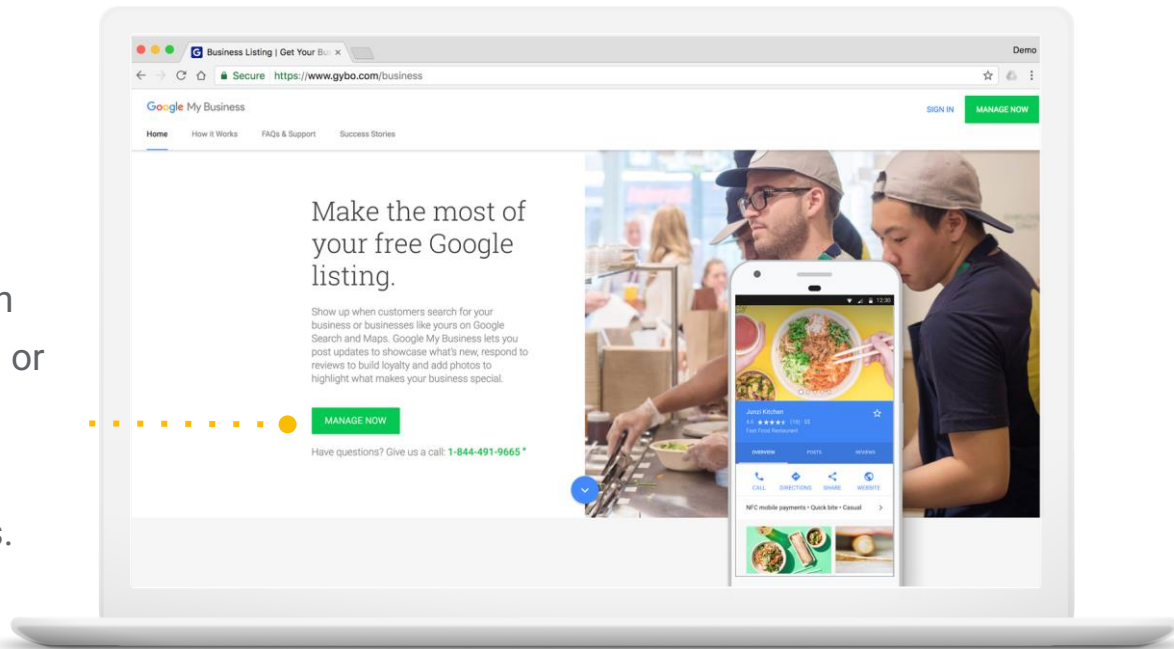 Business Listing | Get Your Bu
Demo
Secure https://www.gybo.com/business
Google My Business
SIGN IN
MANAGE NOW
Home How it Works FAQs & Support Success Stories
Make the most of
your free Google
listing.
Show up when customers search for your
business or businesses like yours on Google
Search and Maps. Google My Business lets you
post updates to showcase what's new, respond to
reviews to build loyalty and add photos to
highlight what makes your business special.
MANAGE NOW
Have questions? Give us a call: 1-844-491-9665 *
or
12:30
Junzi Kitchen
Fast Food Restaurant
OVERVIEW POSTS REVIEWS
CALL DIRECTIONS SHARE WEBSITE
NFC mobile payments • Quick bite • Casual